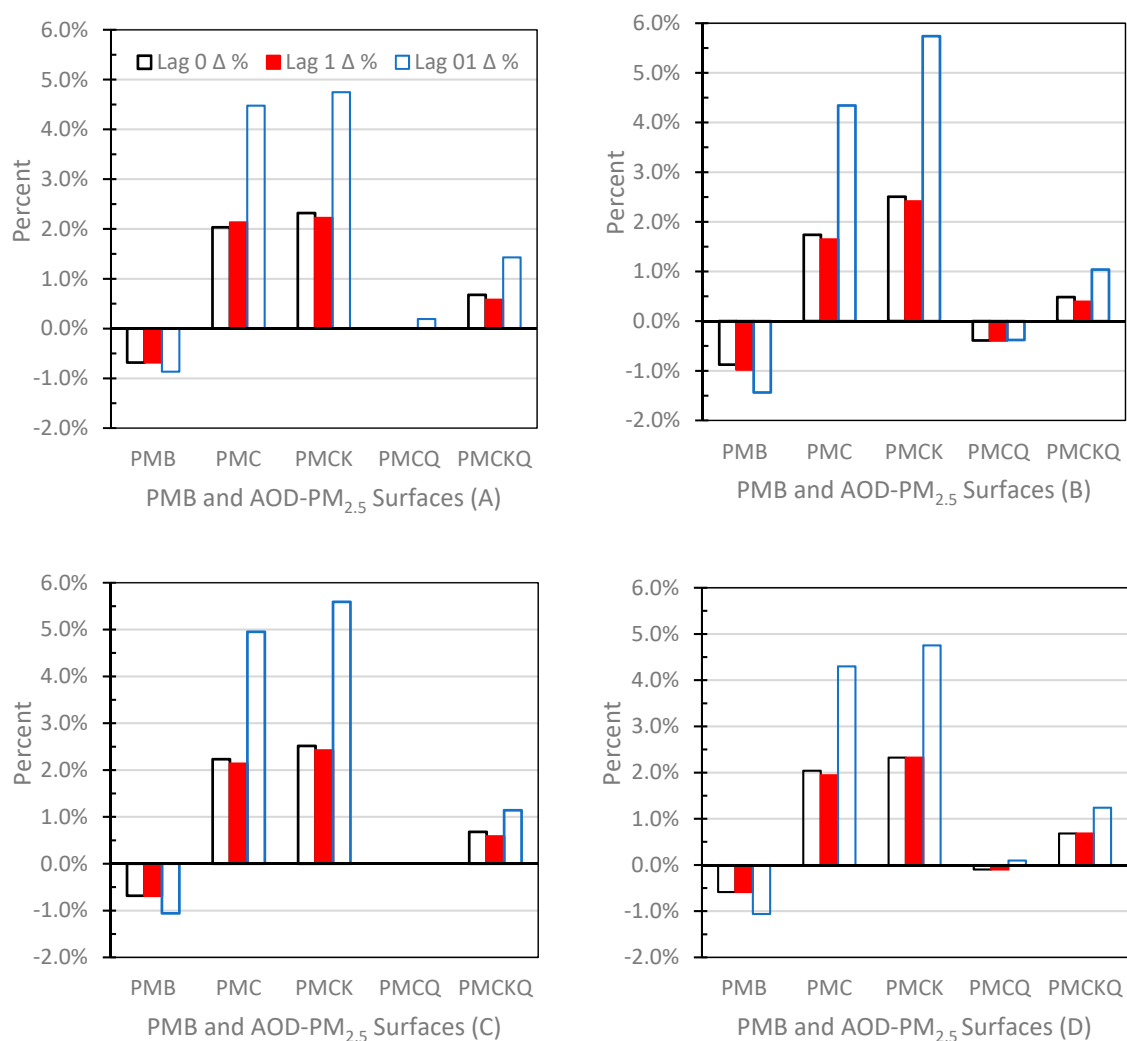 6.0%
Lag 0 Δ % Lag 1 Δ % Lag 01 Δ %
5.0%
4.0%
3.0%
2.0%
1.0%
0.0%
-1.0%
-2.0%
Percent
PMB PMC PMCK PMCQ PMCKQ
PMB and AOD-PM2.5 Surfaces (A)
6.0%
5.0%
4.0%
3.0%
2.0%
1.0%
0.0%
-1.0%
-2.0%
Percent
PMB PMC PMCK PMCQ PMCKQ
PMB and AOD-PM2.5 Surfaces (B)
6.0%
5.0%
4.0%
3.0%
2.0%
1.0%
0.0%
-1.0%
-2.0%
Percent
PMB PMC PMCK PMCQ PMCKQ
PMB and AOD-PM2.5 Surfaces (C)
6.0%
5.0%
4.0%
3.0%
2.0%
1.0%
0.0%
-1.0%
-2.0%
Percent
PMB PMC PMCK PMCQ PMCKQ
PMB and AOD-PM2.5 Surfaces (D)